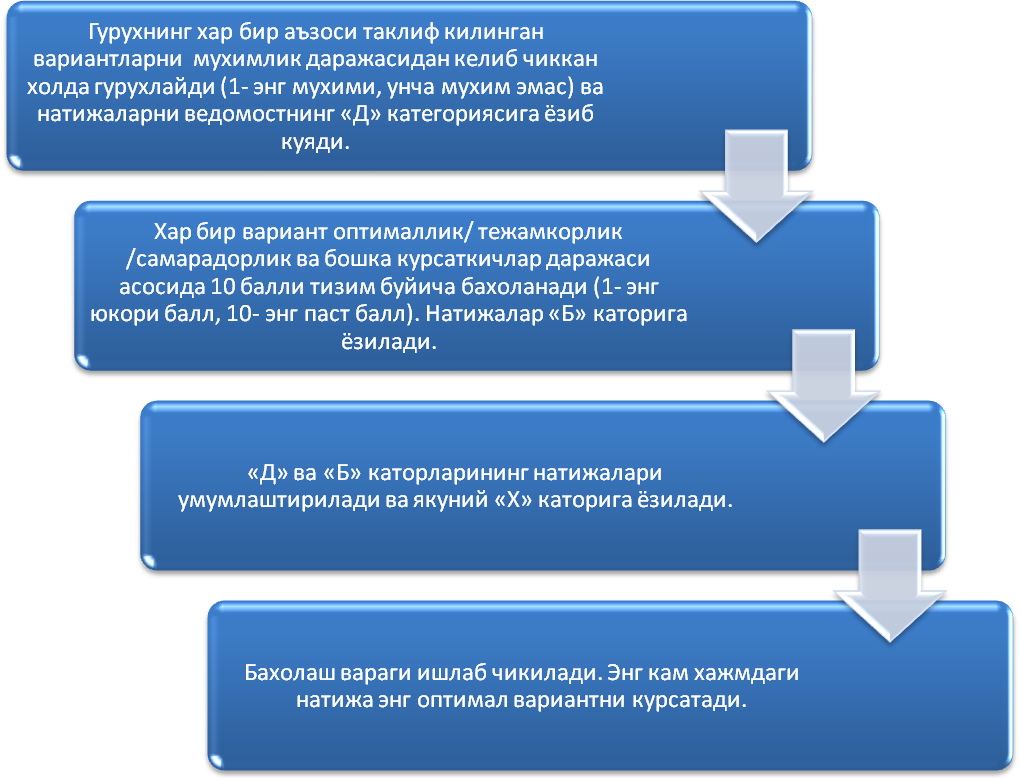 Гурухнинг хар бир аъзоси таклиф килинган
вариантларни мухимлик даражасидан келиб чиккан
холда гурухлайди (1- энг мухими, унча мухим эмас) ва
натижаларни ведомостнинг «Д» категориясига ёзиб
куяди.
Хар бир вариант оптималлик/ тежамкорлик
/самарадорлик ва бошка курсаткичлар даражаси
асосида 10 балли тизим буйича бахоланади (1- энг
юкори балл, 10- энг паст балл). Натижалар «Б» каторига
ёзилади.
«Д» ва «Б» каторларининг натижалари
умумлаштирилади ва якуний «Х» каторига ёзилади.
Бахолаш вараги ишлаб чикилади. Энг кам хажмдаги
натижа энг оптимал вариантни курсатади.